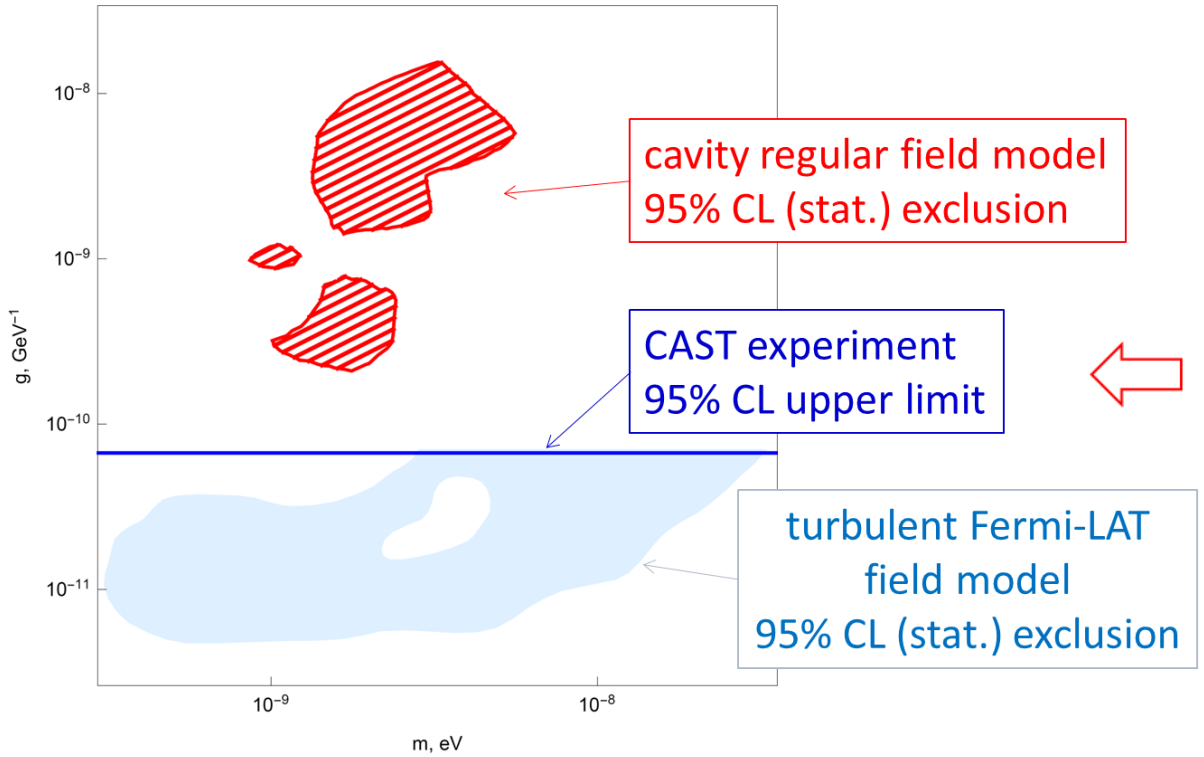 10⁻⁸
10⁻⁹
10⁻¹⁰
10⁻¹¹
g, GeV⁻¹
cavity regular field model
95% CL (stat.) exclusion
CAST experiment
95% CL upper limit
turbulent Fermi-LAT
field model
95% CL (stat.) exclusion
10⁻⁹
10⁻⁸
m, eV